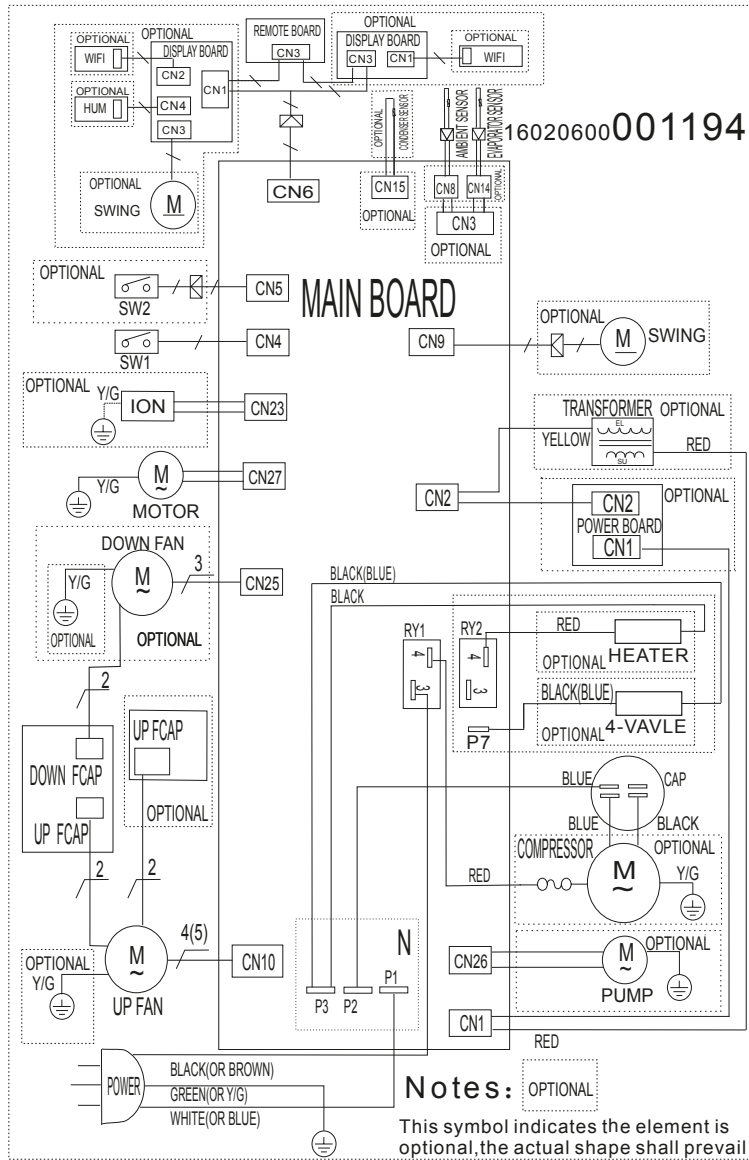 OPTIONAL
WIFI
OPTIONAL
DISPLAY BOARD
CN2
CN1
OPTIONAL
HUM
CN4
CN3
OPTIONAL
SWING
M
REMOTE BOARD
CN3
OPTIONAL
DISPLAY BOARD
CN3
CN1
OPTIONAL
WIFI
CN6
OPTIONAL
CONDENSER SENSOR
CN15
OPTIONAL
AMBIENT SENSOR
EVAPORATOR SENSOR
CN8
CN14
OPTIONAL
CN3
OPTIONAL
16020600001194
OPTIONAL
SW2
CN5
SW1
CN4
MAIN BOARD
CN9
OPTIONAL
M
SWING
OPTIONAL
Y/G
ION
CN23
Y/G
M
~
MOTOR
CN27
TRANSFORMER
OPTIONAL
EL
SU
YELLOW
RED
CN2
CN2
OPTIONAL
POWER BOARD
CN1
DOWN FAN
Y/G
OPTIONAL
M
~
3
OPTIONAL
CN25
BLACK(BLUE)
BLACK
RY1
4
3
RY2
4
3
RED
HEATER
OPTIONAL
BLACK(BLUE)
4-VAVLE
OPTIONAL
P7
2
DOWN FCAP
UP FCAP
UP FCAP
OPTIONAL
2
2
BLUE
CAP
BLUE
BLACK
COMPRESSOR
OPTIONAL
M
~
Y/G
RED
OPTIONAL
Y/G
M
~
UP FAN
4(5)
CN10
N
P3
P2
P1
CN26
M
~
OPTIONAL
PUMP
CN1
RED
POWER
BLACK(OR BROWN)
GREEN(OR Y/G)
WHITE(OR BLUE)
Notes:
OPTIONAL
This symbol indicates the element is
optional,the actual shape shall prevail